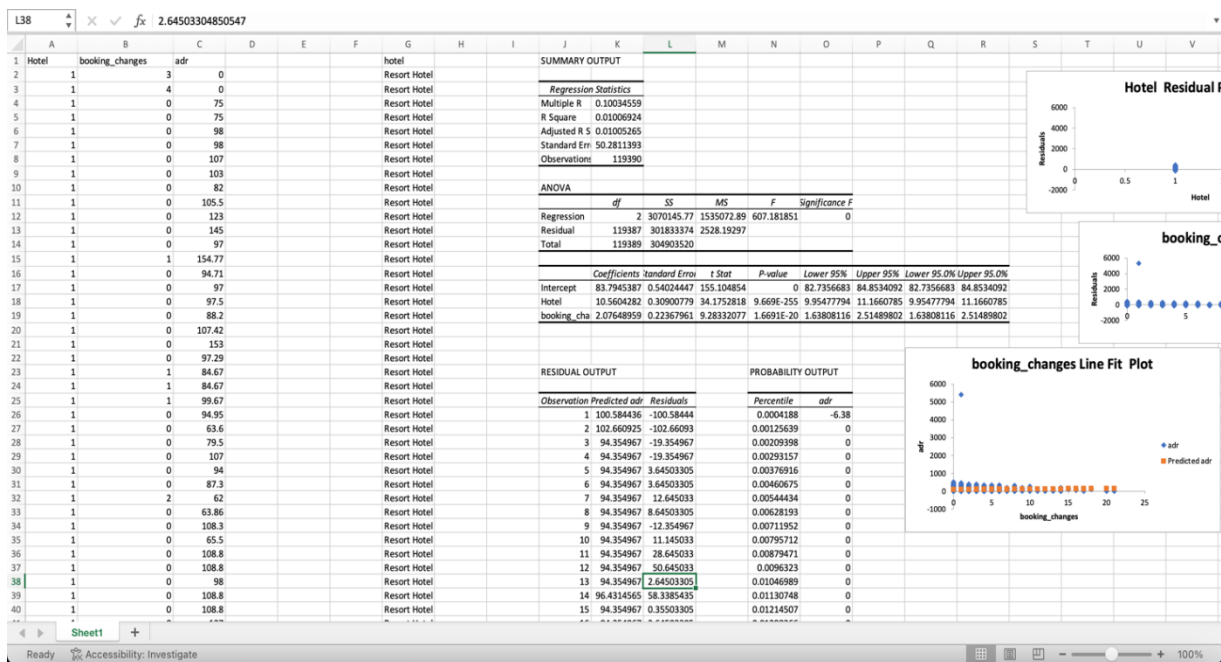 L38 fx 2.64503304850547
A B C D E F G H I J K L M N O P Q R S T U V
1 Hotel booking_changes adr hotel SUMMARY OUTPUT
2 1 3 0 Resort Hotel
3 1 4 0 Resort Hotel Regression Statistics
4 1 0 75 Resort Hotel Multiple R 0.10034559
5 1 0 75 Resort Hotel R Square 0.01006924
6 1 0 98 Resort Hotel Adjusted R S 0.01005265
7 1 0 98 Resort Hotel Standard Err 50.2811393
8 1 0 107 Resort Hotel Observations 119390
9 1 0 103 Resort Hotel
10 1 0 82 Resort Hotel ANOVA
11 1 0 105.5 Resort Hotel df SS MS F Significance F
12 1 0 123 Resort Hotel Regression 2 3070145.77 1535072.89 607.181851 0
13 1 0 145 Resort Hotel Residual 119387 301833374 2528.19297
14 1 0 97 Resort Hotel Total 119389 304903520
15 1 1 154.77 Resort Hotel
16 1 0 94.71 Resort Hotel Coefficients Standard Error t Stat P-value Lower 95% Upper 95% Lower 95.0% Upper 95.0%
17 1 0 97 Resort Hotel Intercept 83.7945387 0.54024447 155.104854 0 82.7356683 84.8534092 82.7356683 84.8534092
18 1 0 97.5 Resort Hotel Hotel 10.5604282 0.30900779 34.1752818 9.669E-255 9.95477794 11.1660785 9.95477794 11.1660785
19 1 0 88.2 Resort Hotel booking_cha 2.07648959 0.22367961 9.28332077 1.6691E-20 1.63808116 2.51489802 1.63808116 2.51489802
20 1 0 107.42 Resort Hotel
21 1 0 153 Resort Hotel
22 1 0 97.29 Resort Hotel
23 1 1 84.67 Resort Hotel RESIDUAL OUTPUT PROBABILITY OUTPUT
24 1 1 84.67 Resort Hotel
25 1 1 99.67 Resort Hotel Observation Predicted adr Residuals Percentile adr
26 1 0 94.95 Resort Hotel 1 100.584436 -100.58444 0.0004188 -6.38
27 1 0 63.6 Resort Hotel 2 102.660925 -102.66093 0.00125639 0
28 1 0 79.5 Resort Hotel 3 94.354967 -19.354967 0.00209398 0
29 1 0 107 Resort Hotel 4 94.354967 -19.354967 0.00293157 0
30 1 0 94 Resort Hotel 5 94.354967 3.64503305 0.00376916 0
31 1 0 87.3 Resort Hotel 6 94.354967 3.64503305 0.00460675 0
32 1 2 62 Resort Hotel 7 94.354967 12.645033 0.00544434 0
33 1 0 63.86 Resort Hotel 8 94.354967 8.64503305 0.00628193 0
34 1 0 108.3 Resort Hotel 9 94.354967 -12.354967 0.00711952 0
35 1 0 65.5 Resort Hotel 10 94.354967 11.145033 0.00795712 0
36 1 0 108.8 Resort Hotel 11 94.354967 28.645033 0.00879471 0
37 1 0 108.8 Resort Hotel 12 94.354967 50.645033 0.0096323 0
38 1 0 98 Resort Hotel 13 94.354967 2.64503305 0.01046989 0
39 1 0 108.8 Resort Hotel 14 96.4314565 58.3385435 0.01130748 0
40 1 0 108.8 Resort Hotel 15 94.354967 0.35503305 0.01214507 0
Hotel Residual
6000
4000
2000
0
-2000
Residuals
0 0.5 1
Hotel
6000
4000
2000
0
-2000
Residuals
0 5
booking_changes Line Fit Plot
6000
5000
4000
3000
2000
1000
0
-1000
adr
0 5 10 15 20 25
booking_changes
adr
Predicted adr
Sheet1 +
Ready Accessibility: Investigate 100%